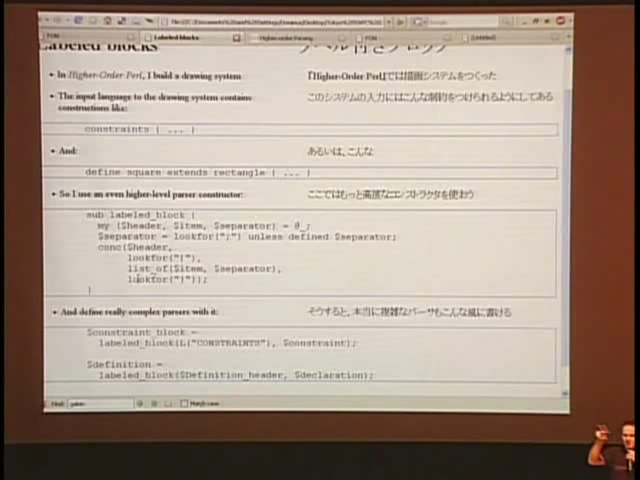 Labeled blocks ラベル付きブロック
• In Higher-Order Perl, I build a drawing system 『Higher-Order Perl』では描画システムをつくった
• The input language to the drawing system contains constructions like: このシステムの入力にはこんな制約をつけられるようにしてある
constraints { ... }
• And: あるいは、こんな
define square extends rectangle { ... }
• So I use an even higher-level parser constructor: ここではもっと高度なコンストラクタを使おう
sub labeled_block {
my ($header, $item, $separator) = @_;
$separator = lookfor(";") unless defined $separator;
conc($header,
lookfor("{"),
list_of($item, $separator),
lookfor("}"));
}
• And define really complex parsers with it: そうすると、本当に複雑なパーサもこんな風に書ける
$constraint_block =
labeled_block(L("CONSTRAINTS"), $constraint);
$definition =
labeled_block($Definition_header, $declaration);
Find:
Match case